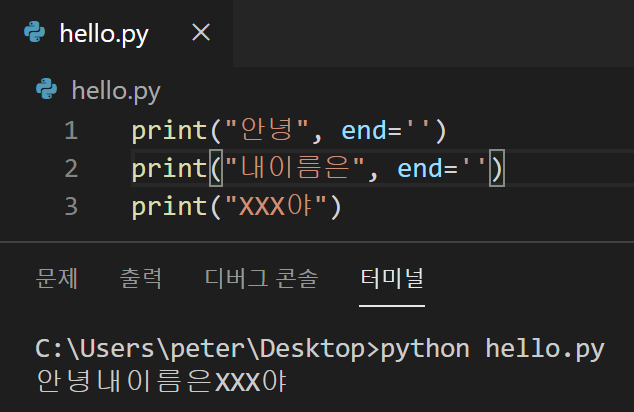 hello.py
hello.py
1 print("안녕", end='')
2 print("내이름은", end='')
3 print("XXX야")
문제 출력 디버그 콘솔 터미널
C:\Users\peter\Desktop>python hello.py
안녕내이름은XXX야